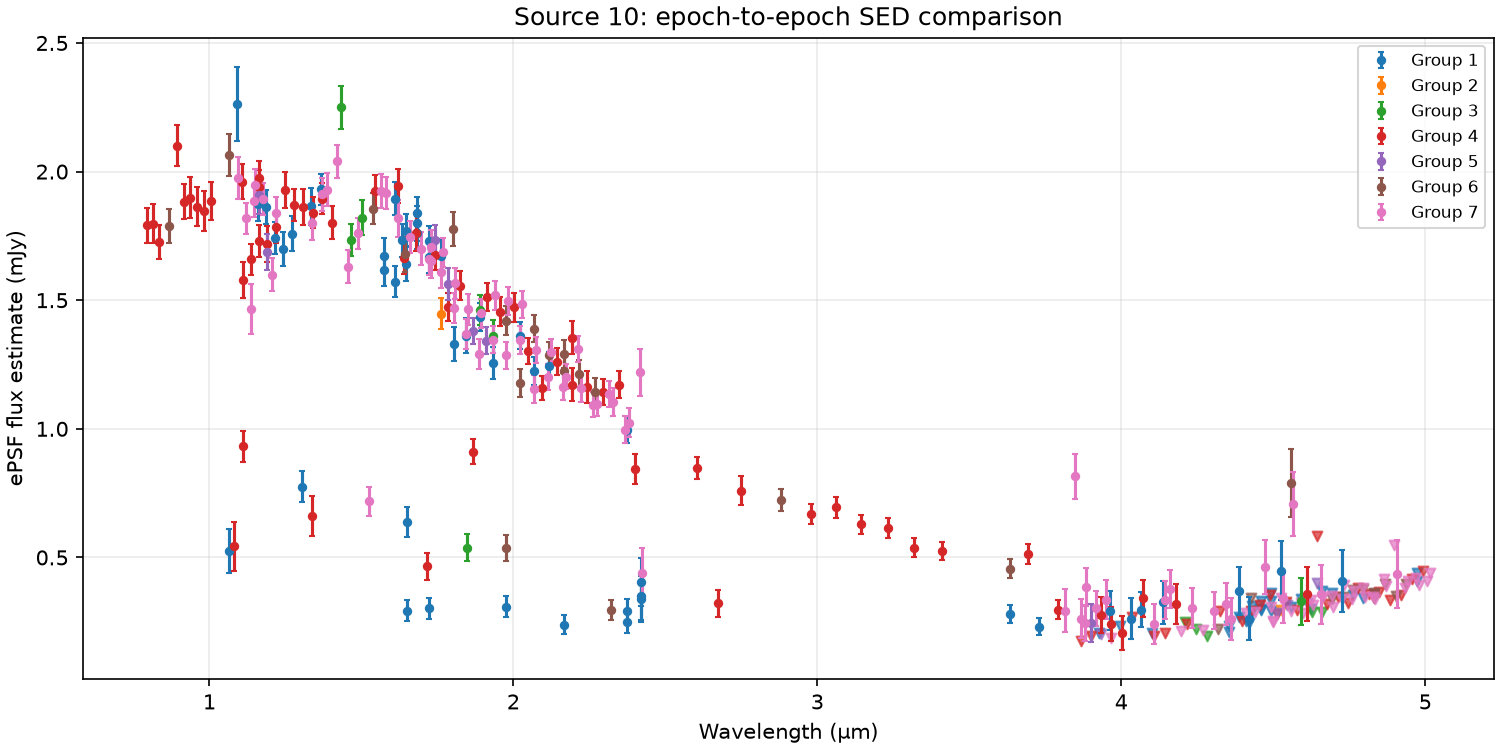 Source 10: epoch-to-epoch SED comparison
2.5
2.0
1.5
1.0
0.5
ePSF flux estimate (mJy)
1
2
3
4
5
Wavelength (μm)
Group 1
Group 2
Group 3
Group 4
Group 5
Group 6
Group 7